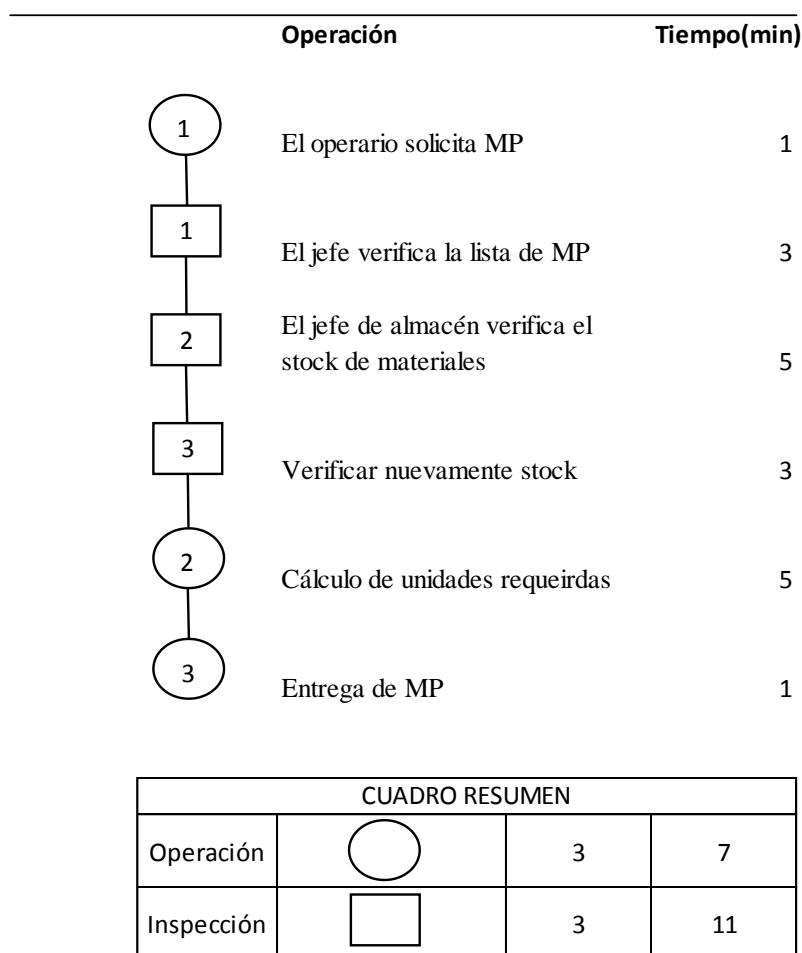 Operación Tiempo(min)
1 El operario solicita MP 1
1 El jefe verifica la lista de MP 3
El jefe de almacén verifica el
2 stock de materiales 5
3 Verificar nuevamente stock 3
2 Cálculo de unidades requeirdas 5
3 Entrega de MP 1
CUADRO RESUMEN
Operación 3 7
Inspección 3 11